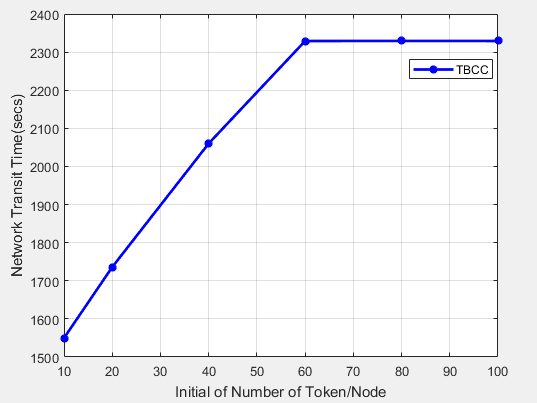 2400
2300
2200
2100
2000
1900
1800
1700
1600
1500
Network Transit Time(secs)
TBCC
10 20 30 40 50 60 70 80 90 100
Initial of Number of Token/Node